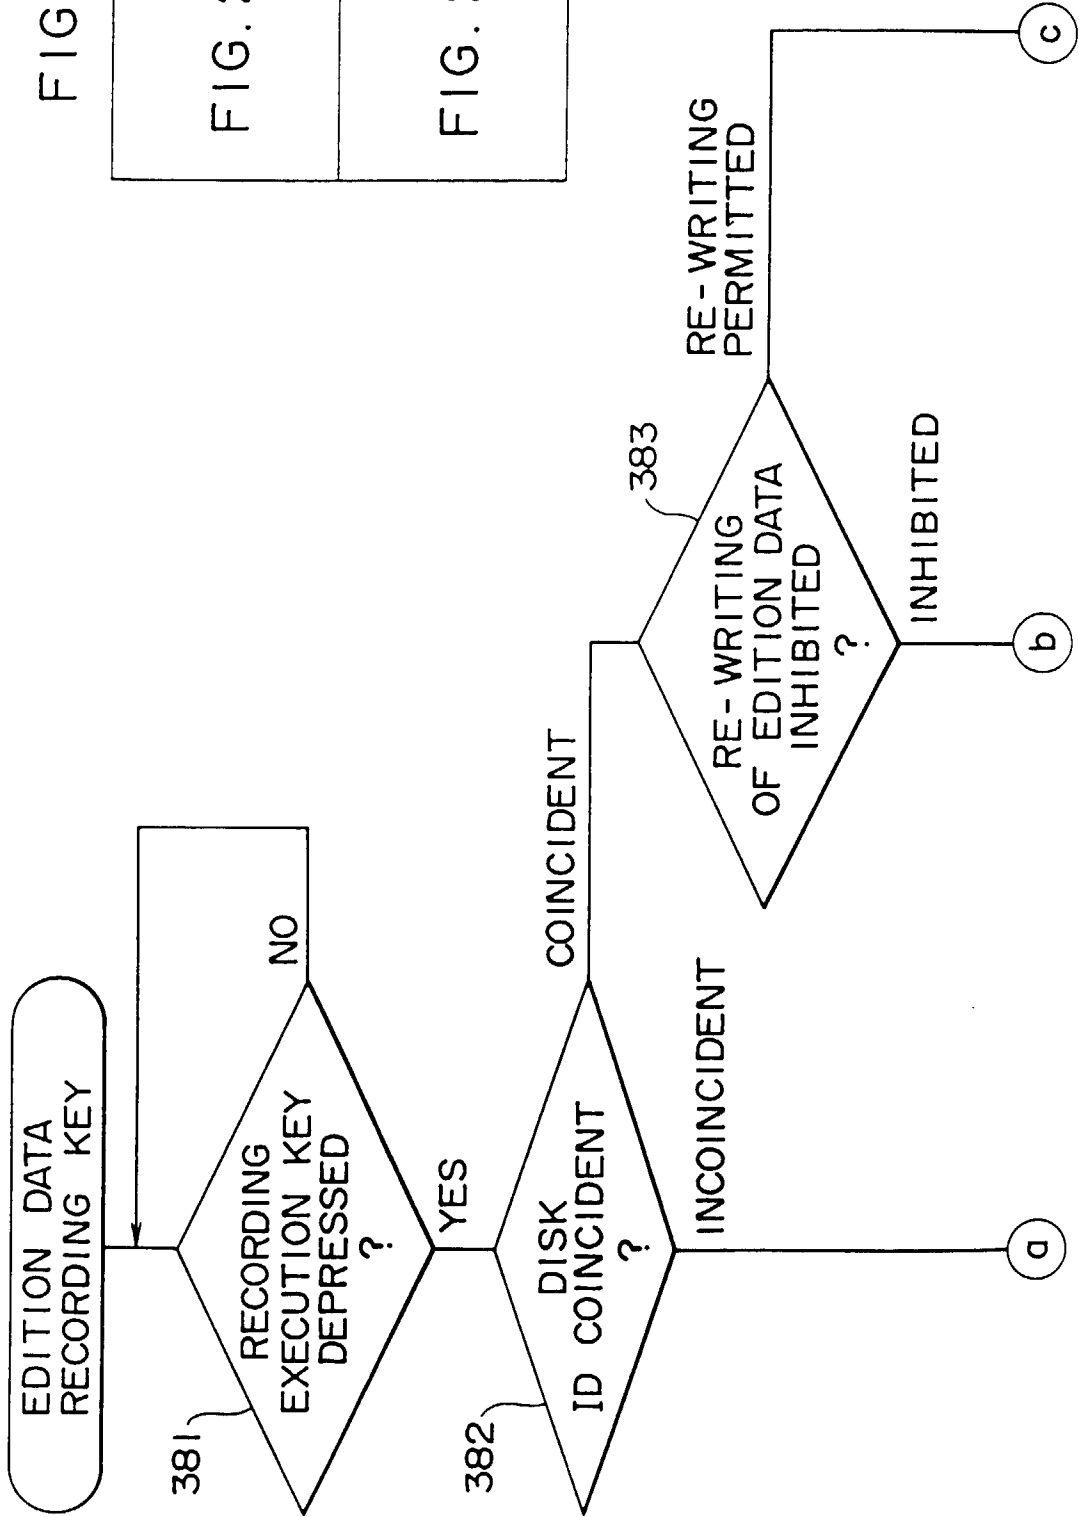 FIG
FIG. 2
FIG.
EDITION DATA
RECORDING KEY
381
RECORDING
EXECUTION KEY
DEPRESSED
?
NO
YES
382
DISK
ID COINCIDENT
?
COINCIDENT
INCOINCIDENT
383
RE-WRITING
OF EDITION DATA
INHIBITED
?
RE-WRITING
PERMITTED
INHIBITED
a
b
c